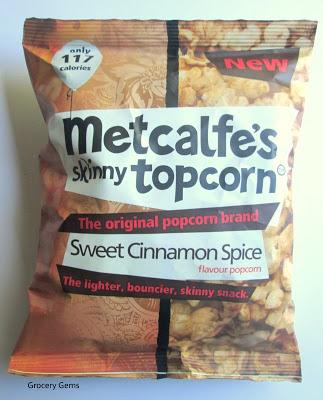 only
117
calories
New
metcalfe's
skinny topcorn
The original popcorn brand
Sweet Cinnamon Spice
flavour popcorn
The lighter, bouncier, skinny snack.
Grocery Gems